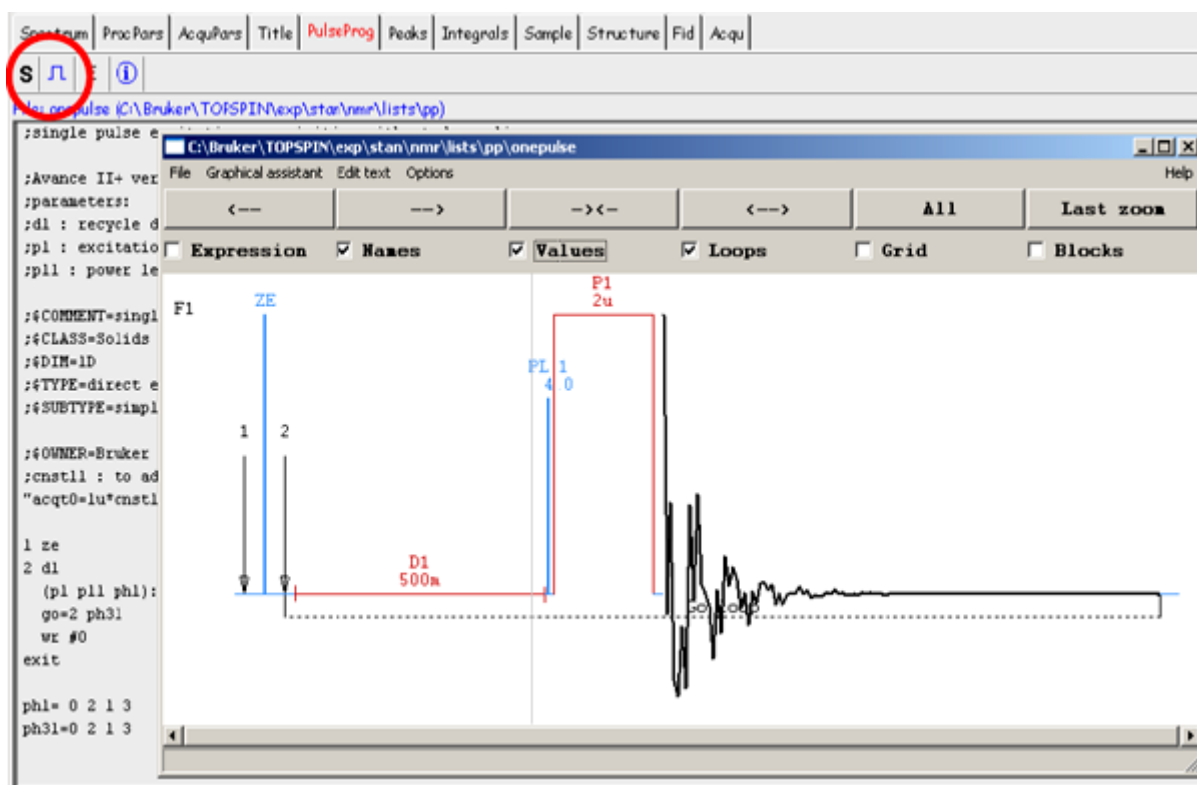 Spectrum ProcPars AcquPars Title PulseProg Peaks Integrals Sample Structure Fid Acqu
S
File: onepulse (C:\Bruker\TOPSPIN\exp\stan\nmr\lists\pp)
;single pulse e
C:\Bruker\TOPSPIN\exp\stan\nmr\lists\pp\onepulse
File Graphical assistant Edit text Options Help
<-- --> -><- <--> All Last zoom
Expression Names Values Loops Grid Blocks
;Avance II+ ver
;parameters:
;d1 : recycle d
;p1 : excitatio
;pl1 : power le
;$COMMENT=singl
;$CLASS=Solids
;$DIM=1D
;$TYPE=direct e
;$SUBTYPE=simpl
;$OWNER=Bruker
;cnst11 : to ad
"acqt0=1u*cnst1
1 ze
2 d1
(p1 pl1 ph1):
go=2 ph31
wr #0
exit
ph1= 0 2 1 3
ph31=0 2 1 3
F1
ZE
1 2
D1
500m
PL 1
4.0
P1
2u